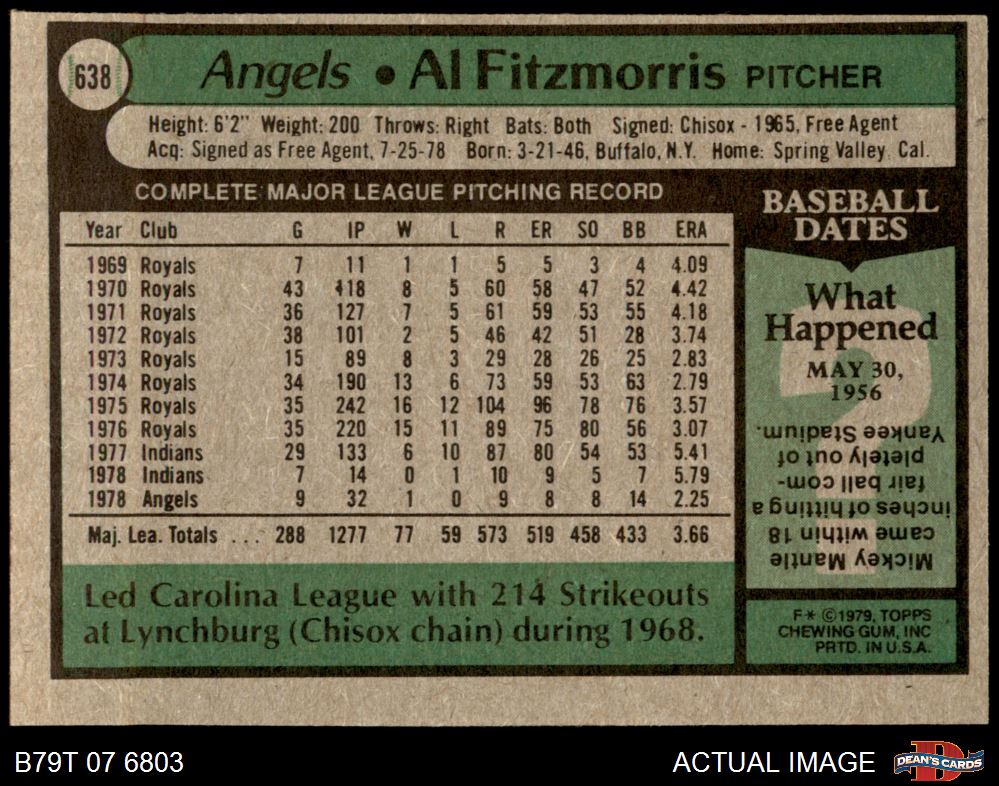 638
Angels • Al Fitzmorris PITCHER
Height: 6'2" Weight: 200 Throws: Right Bats: Both Signed: Chisox - 1965, Free Agent
Acq: Signed as Free Agent, 7-25-78 Born: 3-21-46, Buffalo, N.Y. Home: Spring Valley Cal.
COMPLETE MAJOR LEAGUE PITCHING RECORD
Year Club G IP W L R ER SO BB ERA
1969 Royals 7 11 1 1 5 5 3 4 4.09
1970 Royals 43 118 8 5 60 58 47 52 4.42
1971 Royals 36 127 7 5 61 59 53 55 4.18
1972 Royals 38 101 2 5 46 42 51 28 3.74
1973 Royals 15 89 8 3 29 28 26 25 2.83
1974 Royals 34 190 13 6 73 59 53 63 2.79
1975 Royals 35 242 16 12 104 96 78 76 3.57
1976 Royals 35 220 15 11 89 75 80 56 3.07
1977 Indians 29 133 6 10 87 80 54 53 5.41
1978 Indians 7 14 0 1 10 9 5 7 5.79
1978 Angels 9 32 1 0 9 8 8 14 2.25
Maj. Lea. Totals ... 288 1277 77 59 573 519 458 433 3.66
Led Carolina League with 214 Strikeouts
at Lynchburg (Chisox chain) during 1968.
BASEBALL
DATES
What
Happened
MAY 30,
1956
Mickey Mantle
came within 18
inches of hitting a
fair ball com-
pletely out of
Yankee Stadium.
F* ©1979, TOPPS
CHEWING GUM, INC
PRTD. IN U.S.A.
B79T 07 6803
ACTUAL IMAGE
DEAN'S CARDS